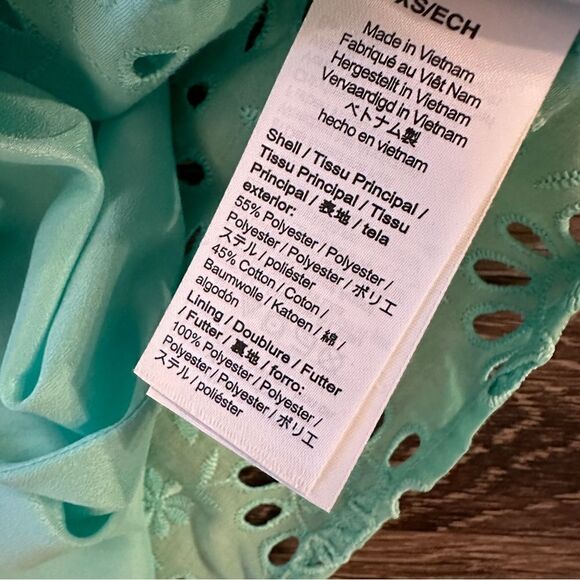 XS/ECH
Made in Vietnam
Fabriqué au Viêt Nam
Hergestellt in Vietnam
Vervaardigd in Vietnam
ベトナム製
hecho en vietnam
Shell / Tissu Principal /
Tissu Principal / Tissu
Principal / 表地 / tela
exterior:
55% Polyester / Polyester /
Polyester / Polyester / ポリエ
ステル / poliéster
45% Cotton / Coton /
Baumwolle / Katoen / 綿 /
algodón
Lining / Doublure / Futter
/ Futter / 裏地 / forro:
100% Polyester / Polyester /
Polyester / Polyester / ポリエ
ステル / poliéster